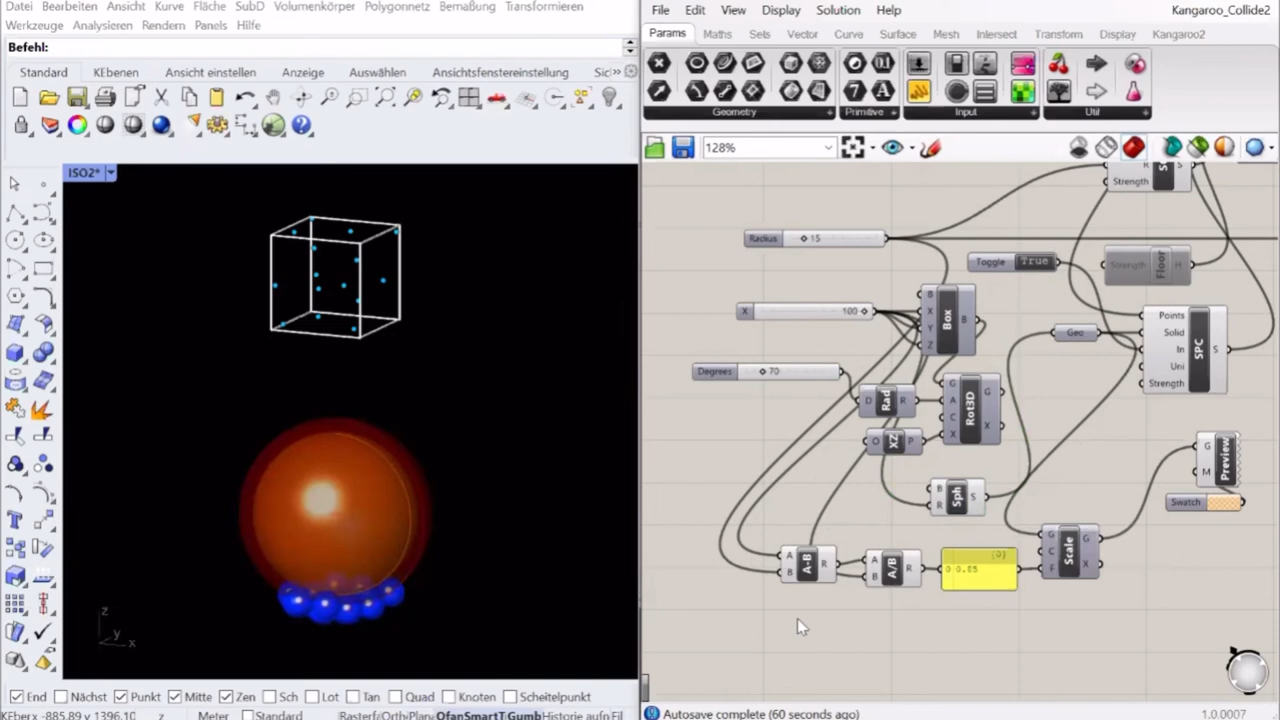 Datei Bearbeiten Ansicht Kurve Fläche SubD Volumenkörper Polygonnetz Bemaßung Transformieren
Werkzeuge Analysieren Rendern Panels Hilfe
Befehl:
Standard KEbenen Ansicht einstellen Anzeige Auswählen Ansichtsfenstereinstellung
ISO2*
z
y
x
End Nächst Punkt Mitte Zen Sch Lot Tan Quad Knoten Scheitelpunkt
z Meter Standard
File Edit View Display Solution Help Kangaroo_Collide2
Params Maths Sets Vector Curve Surface Mesh Intersect Transform Display Kangaroo2
Geometry Primitive Input Util
128%
Strength
Radius 15
Toggle True
Strength Floor H
X 100
B X Y Z Box B
Geo
Points Solid In Uni Strength SPC S
Degrees 70
D Rad R
G A C X Rot3D G X
O XZ P
B R Sph S
G M Preview
Swatch
A B A-B R
A B A/B R
{0}
0 0.85
G C F Scale G X
Autosave complete (60 seconds ago) 1.0.0007